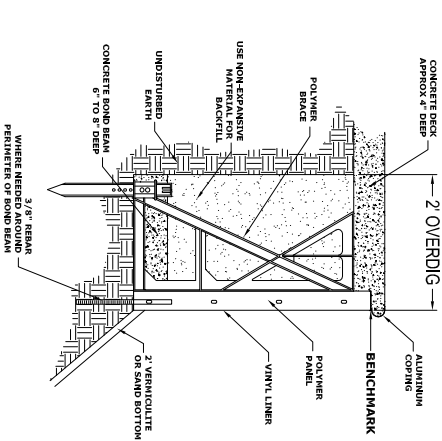 CONCRETE DECK
APPROX 4" DEEP
2' OVERDIG
ALUMINUM
COPING
BENCHMARK
POLYMER
BRACE
POLYMER
PANEL
USE NON-EXPANSIVE
MATERIAL FOR
BACKFILL
VINYL LINER
UNDISTURBED
EARTH
CONCRETE BOND BEAM
6" TO 8" DEEP
2' VERMICULITE
OR SAND BOTTOM
3/8" REBAR
WHERE NEEDED AROUND
PERIMETER OF BOND BEAM